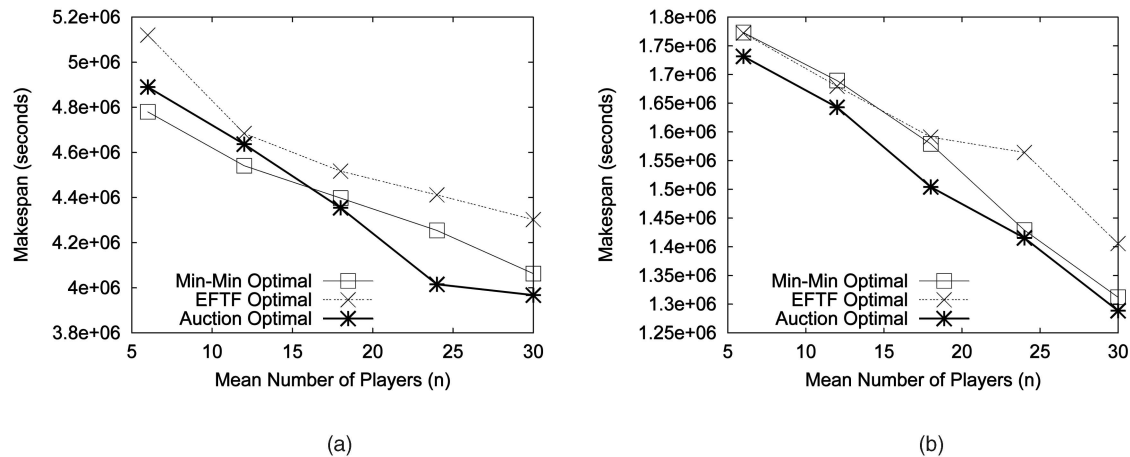 5.2e+06
5e+06
4.8e+06
4.6e+06
4.4e+06
4.2e+06
4e+06
3.8e+06
Makespan (seconds)
Min-Min Optimal
EFTF Optimal
Auction Optimal
5 10 15 20 25 30
Mean Number of Players (n)
(a)
1.8e+06
1.75e+06
1.7e+06
1.65e+06
1.6e+06
1.55e+06
1.5e+06
1.45e+06
1.4e+06
1.35e+06
1.3e+06
1.25e+06
Makespan (seconds)
Min-Min Optimal
EFTF Optimal
Auction Optimal
5 10 15 20 25 30
Mean Number of Players (n)
(b)